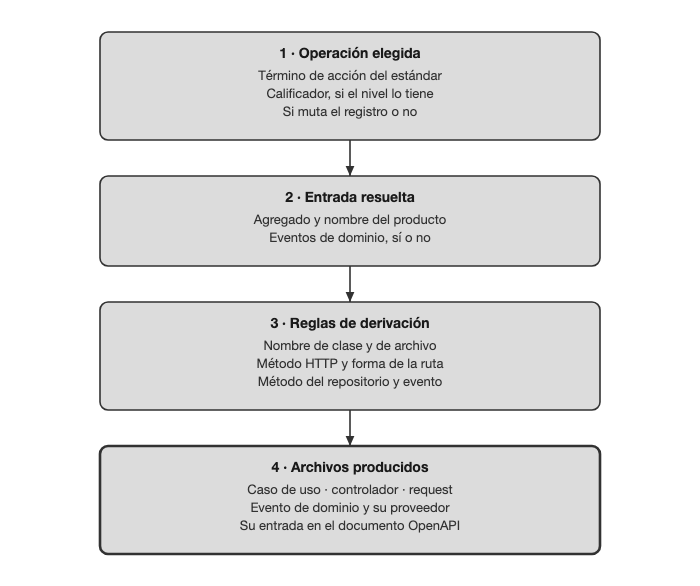 1 · Operación elegida
Término de acción del estándar
Calificador, si el nivel lo tiene
Si muta el registro o no
2 · Entrada resuelta
Agregado y nombre del producto
Eventos de dominio, sí o no
3 · Reglas de derivación
Nombre de clase y de archivo
Método HTTP y forma de la ruta
Método del repositorio y evento
4 · Archivos producidos
Caso de uso · controlador · request
Evento de dominio y su proveedor
Su entrada en el documento OpenAPI